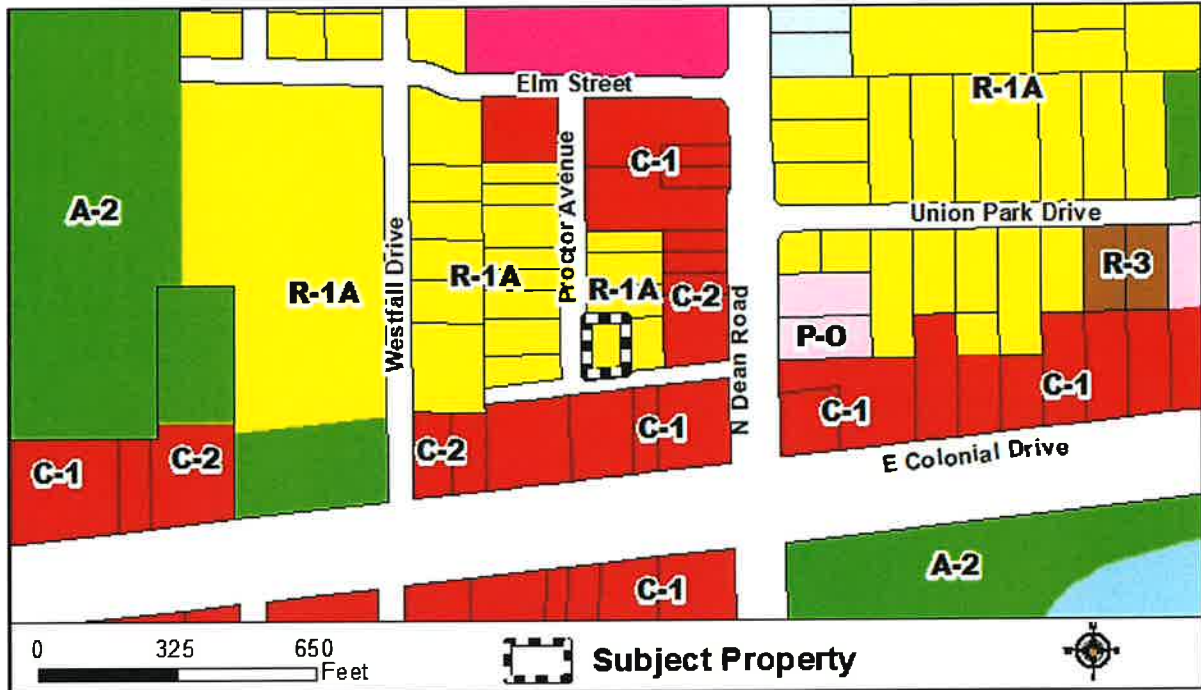 Elm Street
R-1A
C-1
Proctor Avenue
A-2
Union Park Drive
Westfall Drive
R-1A
R-1A
R-1A
C-2
R-3
N Dean Road
P-O
C-1
C-1
C-1
C-2
C-2
C-1
E Colonial Drive
A-2
C-1
0 325 650
Feet
Subject Property
N
W E
S